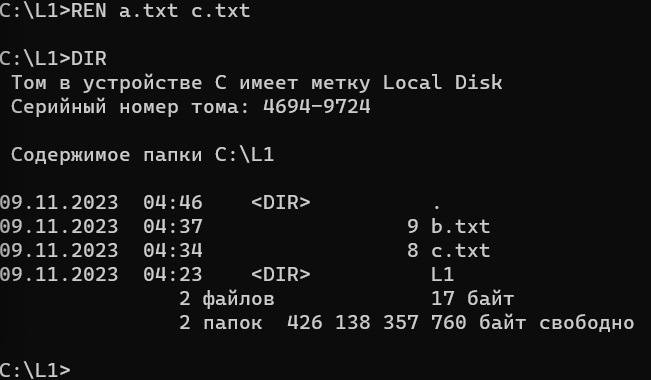 C:\L1>REN a.txt c.txt
C:\L1>DIR
Том в устройстве C имеет метку Local Disk
Серийный номер тома: 4694-9724
Содержимое папки C:\L1
09.11.2023  04:46    <DIR>          .
09.11.2023  04:37                 9 b.txt
09.11.2023  04:34                 8 c.txt
09.11.2023  04:23    <DIR>          L1
2 файлов             17 байт
2 папок  426 138 357 760 байт свободно
C:\L1>